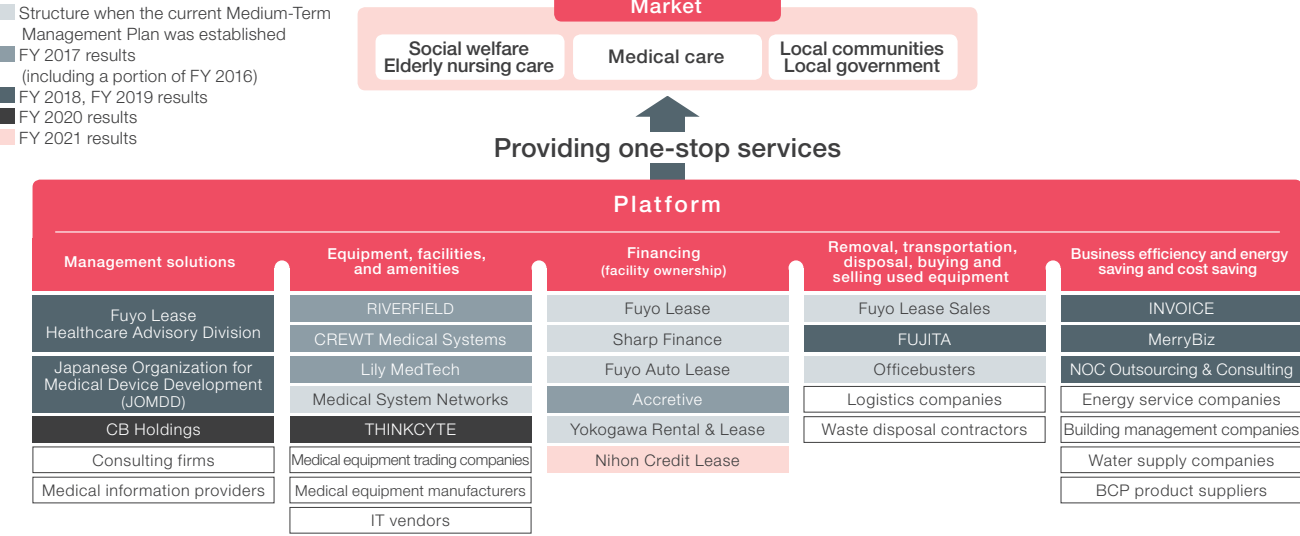 Structure when the current Medium-Term
Management Plan was established
FY 2017 results
(including a portion of FY 2016)
FY 2018, FY 2019 results
FY 2020 results
FY 2021 results
Market
Social welfare
Elderly nursing care
Medical care
Local communities
Local government
Providing one-stop services
Platform
Management solutions
Fuyo Lease
Healthcare Advisory Division
Japanese Organization for
Medical Device Development
(JOMDD)
CB Holdings
Consulting firms
Medical information providers
Equipment, facilities,
and amenities
RIVERFIELD
CREWT Medical Systems
Lily MedTech
Medical System Networks
THINKCYTE
Medical equipment trading companies
Medical equipment manufacturers
IT vendors
Financing
(facility ownership)
Fuyo Lease
Sharp Finance
Fuyo Auto Lease
Accretive
Yokogawa Rental & Lease
Nihon Credit Lease
Removal, transportation,
disposal, buying and
selling used equipment
Fuyo Lease Sales
FUJITA
Officebusters
Logistics companies
Waste disposal contractors
Business efficiency and energy
saving and cost saving
INVOICE
MerryBiz
NOC Outsourcing & Consulting
Energy service companies
Building management companies
Water supply companies
BCP product suppliers